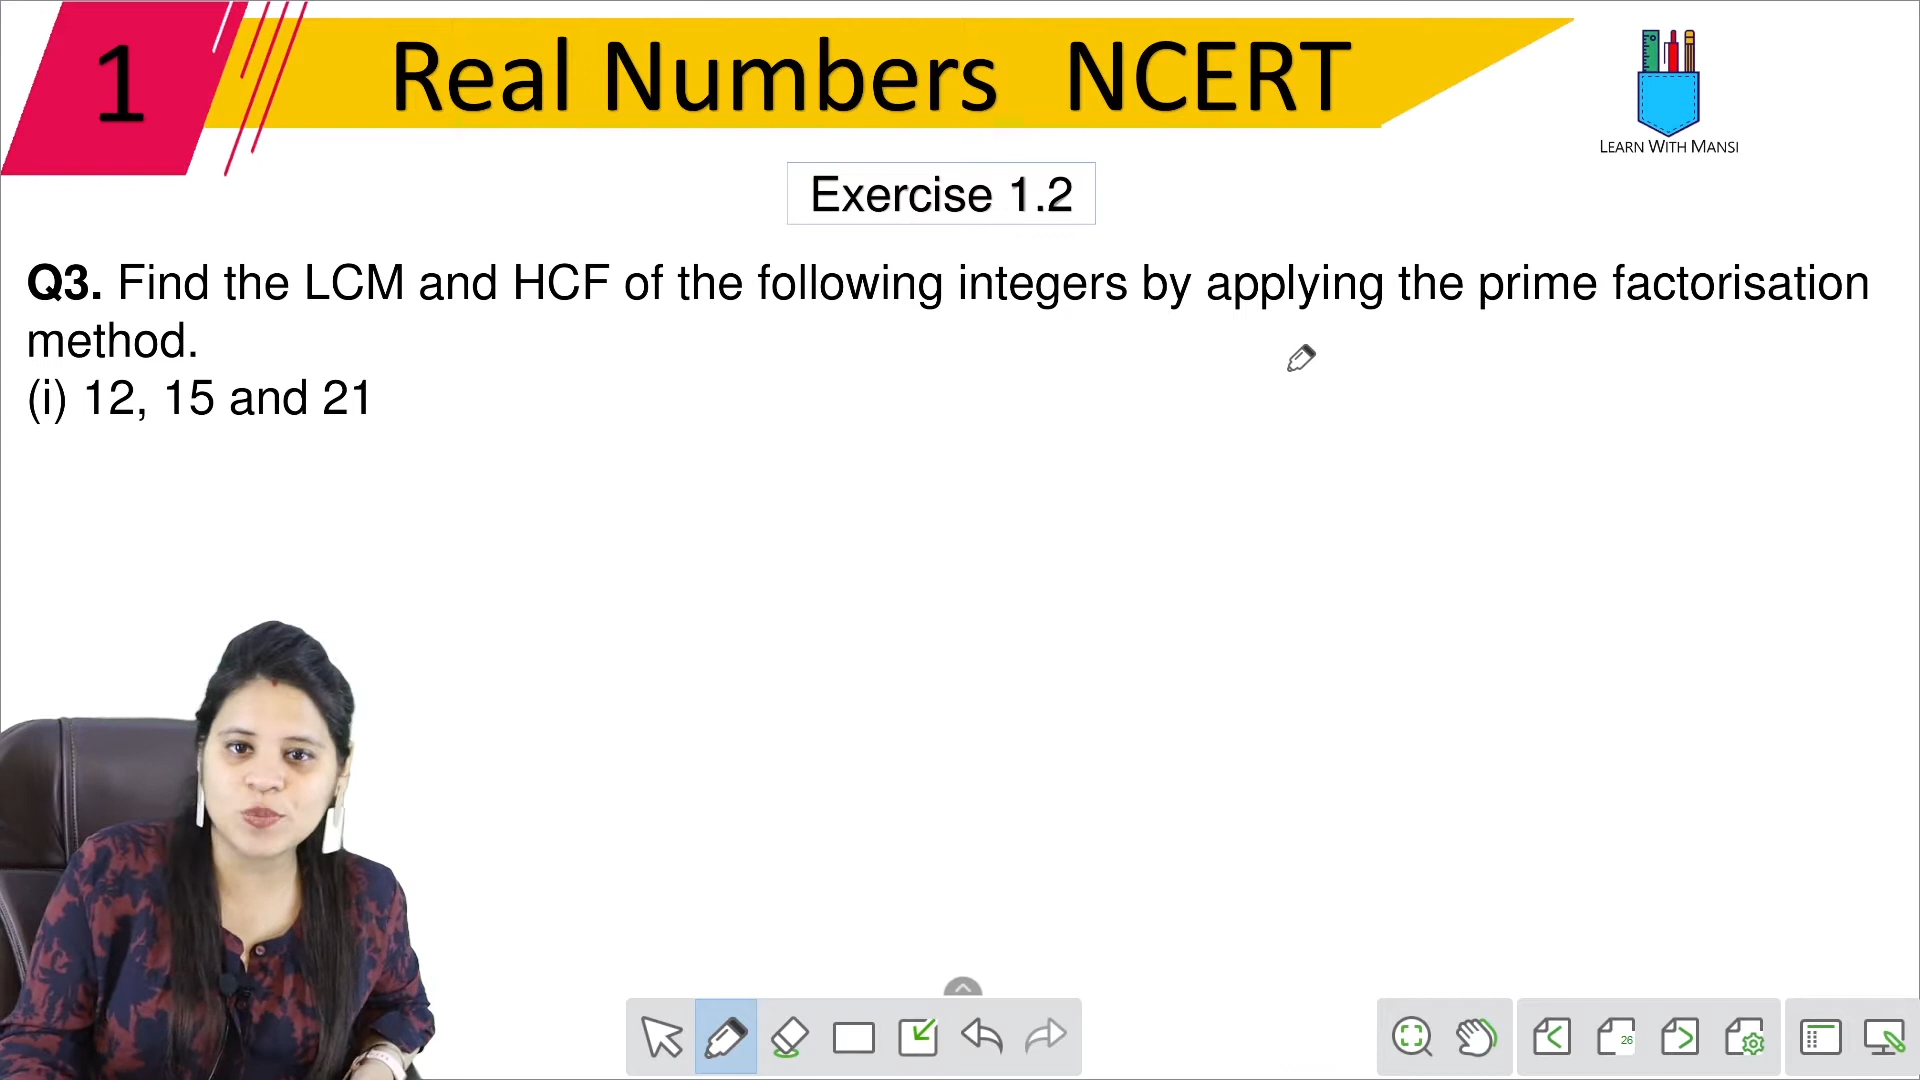 1
Real Numbers NCERT
LEARN WITH MANSI
Exercise 1.2
Q3. Find the LCM and HCF of the following integers by applying the prime factorisation
method.
(i) 12, 15 and 21
26